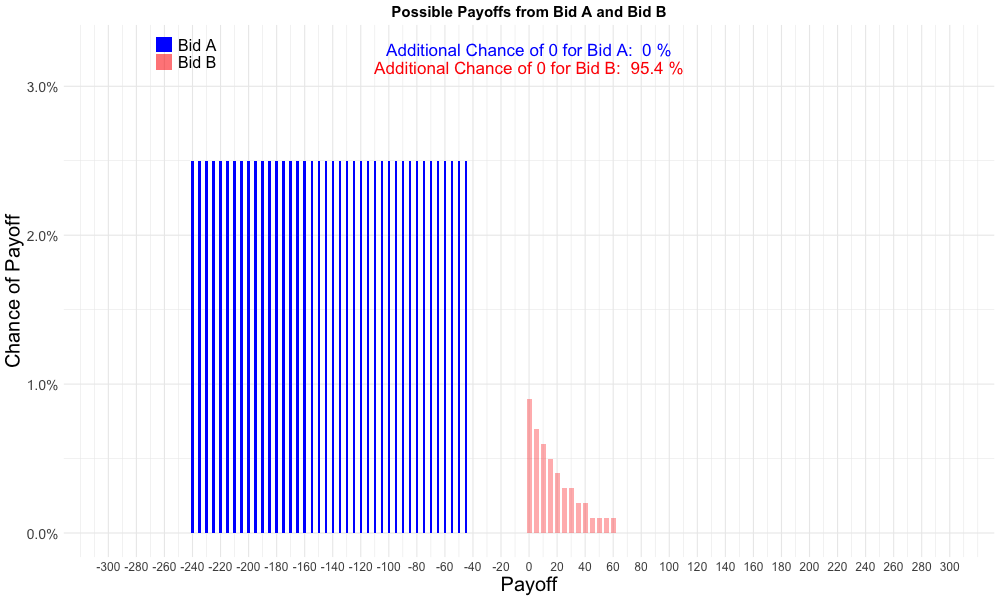 Possible Payoffs from Bid A and Bid B
Bid A
Bid B
Additional Chance of 0 for Bid A:  0 %
Additional Chance of 0 for Bid B:  95.4 %
Chance of Payoff
3.0%
2.0%
1.0%
0.0%
-300 -280 -260 -240 -220 -200 -180 -160 -140 -120 -100 -80 -60 -40 -20 0 20 40 60 80 100 120 140 160 180 200 220 240 260 280 300
Payoff